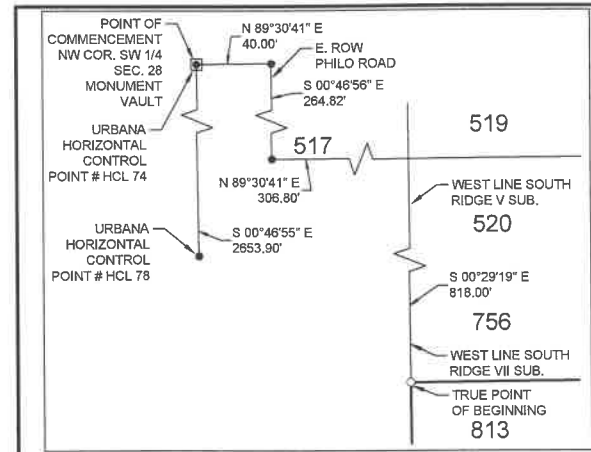 POINT OF
COMMENCEMENT
NW COR. SW 1/4
SEC. 28
MONUMENT
VAULT
N 89°30'41" E
40.00'
E. ROW
PHILO ROAD
S 00°46'56" E
264.82'
URBANA
HORIZONTAL
CONTROL
POINT # HCL 74
517
519
N 89°30'41" E
306.80'
WEST LINE SOUTH
RIDGE V SUB.
520
URBANA
HORIZONTAL
CONTROL
POINT # HCL 78
S 00°46'55" E
2653.90'
S 00°29'19" E
818.00'
756
WEST LINE SOUTH
RIDGE VII SUB.
TRUE POINT
OF BEGINNING
813